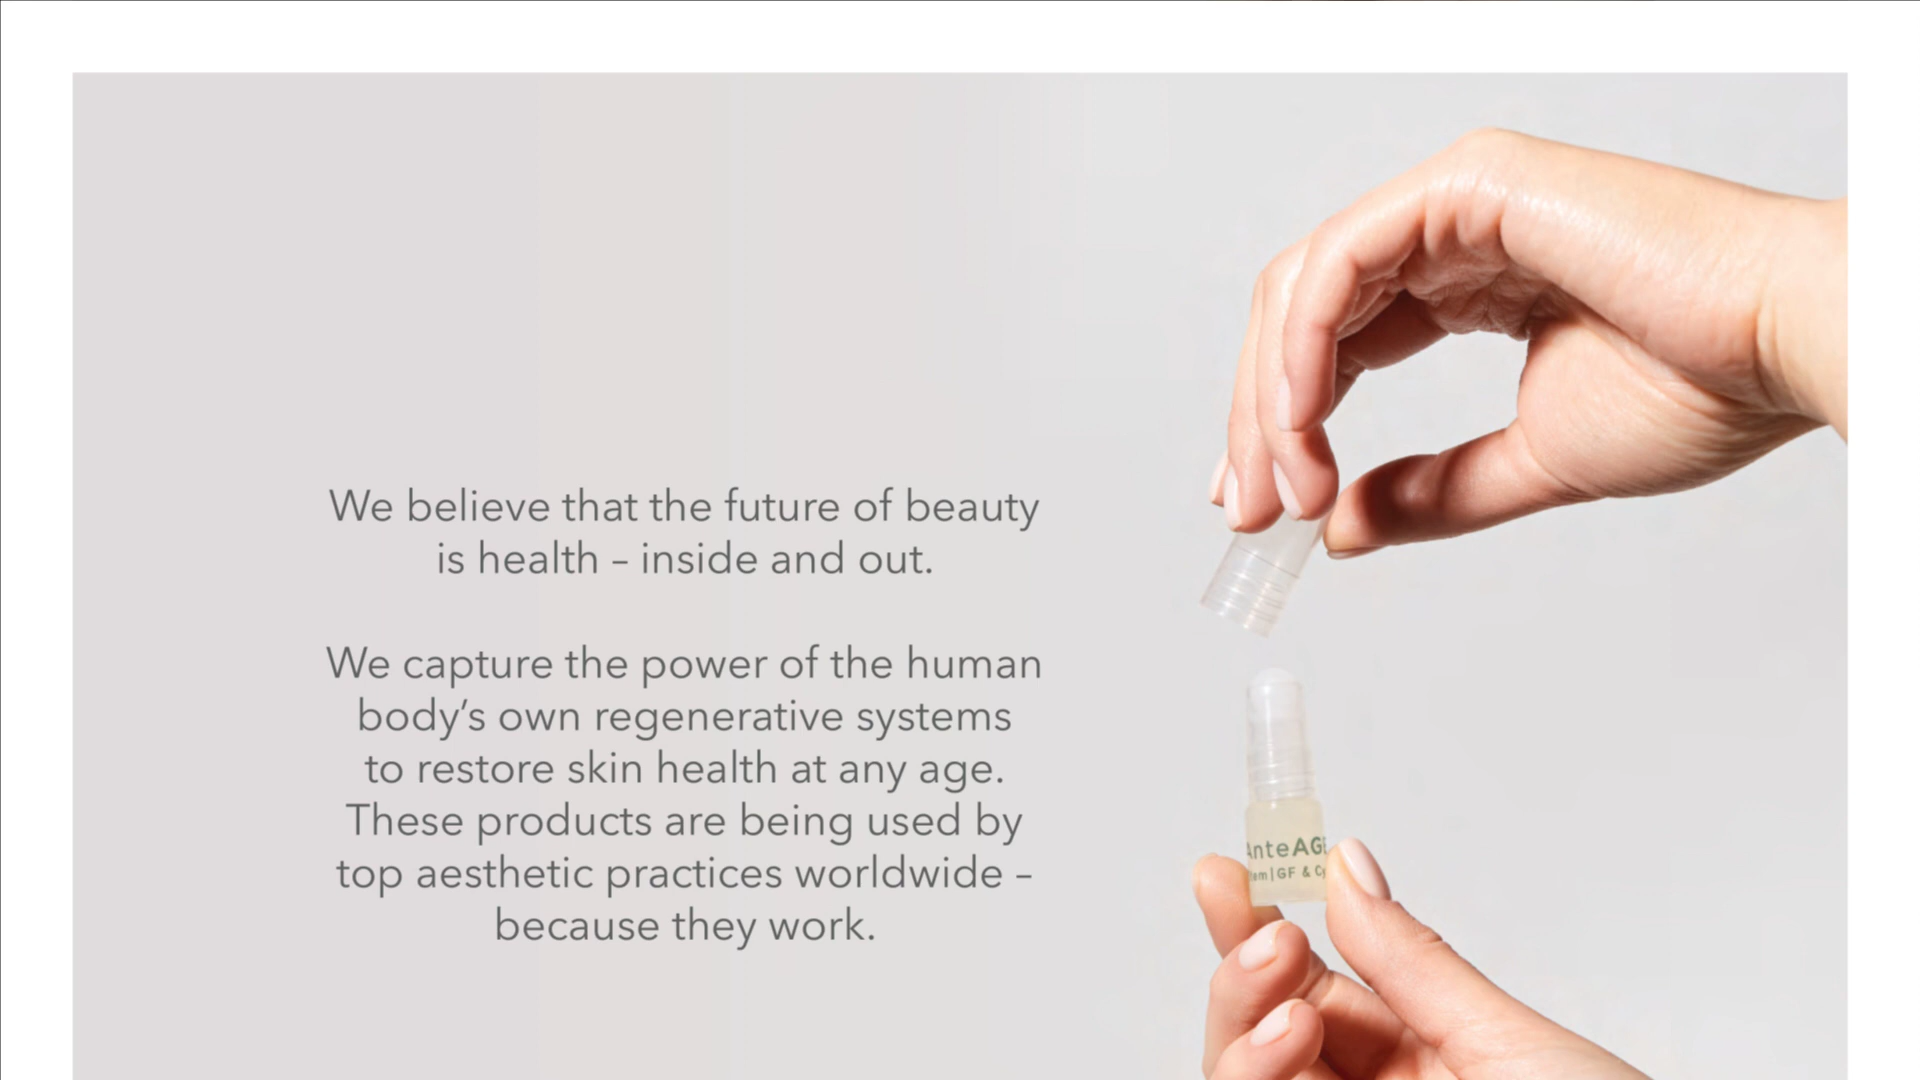 We believe that the future of beauty
is health – inside and out.
We capture the power of the human
body’s own regenerative systems
to restore skin health at any age.
These products are being used by
top aesthetic practices worldwide –
because they work.
AnteAGE
GF &